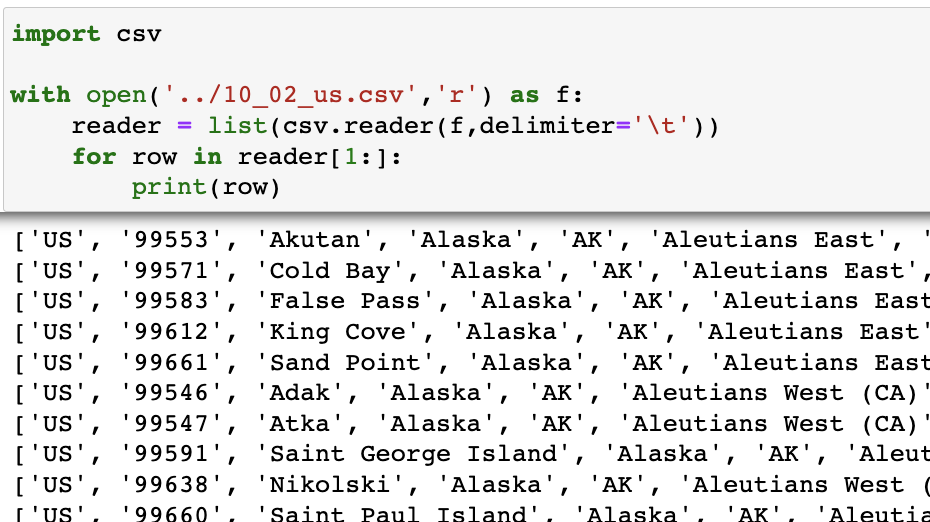 import csv
with open('../10_02_us.csv','r') as f:
reader = list(csv.reader(f,delimiter='\t'))
for row in reader[1:]:
print(row)
['US', '99553', 'Akutan', 'Alaska', 'AK', 'Aleutians East', '
['US', '99571', 'Cold Bay', 'Alaska', 'AK', 'Aleutians East',
['US', '99583', 'False Pass', 'Alaska', 'AK', 'Aleutians East
['US', '99612', 'King Cove', 'Alaska', 'AK', 'Aleutians East'
['US', '99661', 'Sand Point', 'Alaska', 'AK', 'Aleutians East
['US', '99546', 'Adak', 'Alaska', 'AK', 'Aleutians West (CA)'
['US', '99547', 'Atka', 'Alaska', 'AK', 'Aleutians West (CA)'
['US', '99591', 'Saint George Island', 'Alaska', 'AK', 'Aleut
['US', '99638', 'Nikolski', 'Alaska', 'AK', 'Aleutians West (
['US', '99660', 'Saint Paul Island', 'Alaska', 'AK', 'Aleutia